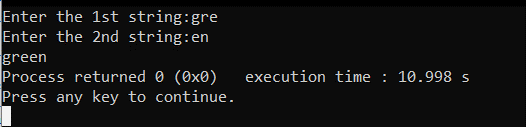 Enter the 1st string:gre
Enter the 2nd string:en
green
Process returned 0 (0x0)   execution time : 10.998 s
Press any key to continue.